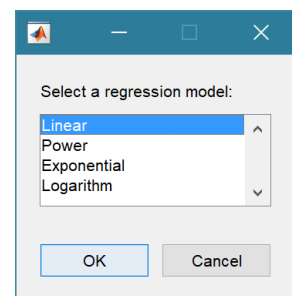 Select a regression model:
Linear
Power
Exponential
Logarithm
OK Cancel